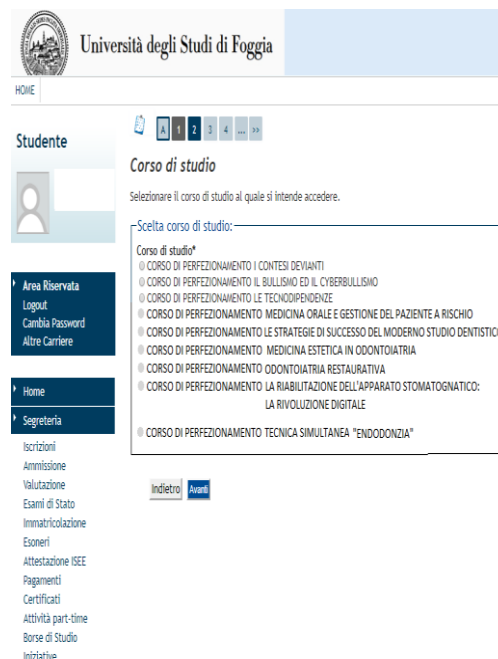 Università degli Studi di Foggia
HOME
Studente
A 1 2 3 4 ... >>
Corso di studio
Selezionare il corso di studio al quale si intende accedere.
Scelta corso di studio:
Corso di studio*
CORSO DI PERFEZIONAMENTO I CONTESI DEVIANTI
CORSO DI PERFEZIONAMENTO IL BULLISMO ED IL CYBERBULLISMO
CORSO DI PERFEZIONAMENTO LE TECNODIPENDENZE
CORSO DI PERFEZIONAMENTO MEDICINA ORALE E GESTIONE DEL PAZIENTE A RISCHIO
CORSO DI PERFEZIONAMENTO LE STRATEGIE DI SUCCESSO DEL MODERNO STUDIO DENTISTICO
CORSO DI PERFEZIONAMENTO MEDICINA ESTETICA IN ODONTOIATRIA
CORSO DI PERFEZIONAMENTO ODONTOIATRIA RESTAURATIVA
CORSO DI PERFEZIONAMENTO LA RIABILITAZIONE DELL'APPARATO STOMATOGNATICO:
LA RIVOLUZIONE DIGITALE
CORSO DI PERFEZIONAMENTO TECNICA SIMULTANEA "ENDODONZIA"
Indietro Avanti
Area Riservata
Logout
Cambia Password
Altre Carriere
Home
Segreteria
Iscrizioni
Ammissione
Valutazione
Esami di Stato
Immatricolazione
Esoneri
Attestazione ISEE
Pagamenti
Certificati
Attività part-time
Borse di Studio
Iniziative